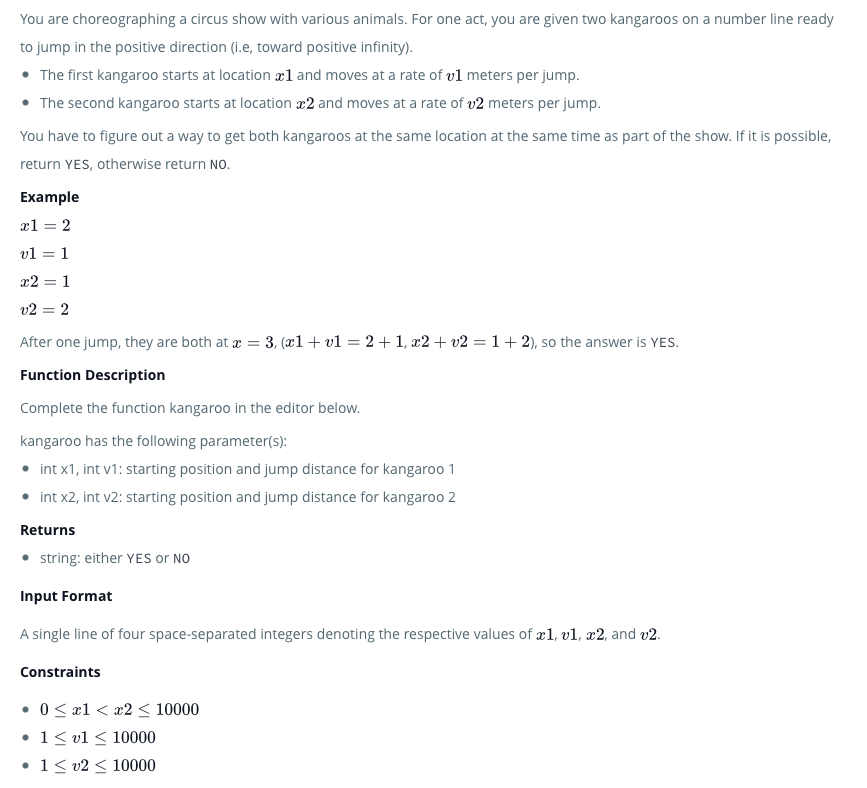 You are choreographing a circus show with various animals. For one act, you are given two kangaroos on a number line ready
to jump in the positive direction (i.e, toward positive infinity).
• The first kangaroo starts at location x1 and moves at a rate of v1 meters per jump.
• The second kangaroo starts at location x2 and moves at a rate of v2 meters per jump.
You have to figure out a way to get both kangaroos at the same location at the same time as part of the show. If it is possible,
return YES, otherwise return NO.
Example
x1 = 2
v1 = 1
x2 = 1
v2 = 2
After one jump, they are both at x = 3, (x1 + v1 = 2 + 1, x2 + v2 = 1 + 2), so the answer is YES.
Function Description
Complete the function kangaroo in the editor below.
kangaroo has the following parameter(s):
• int x1, int v1: starting position and jump distance for kangaroo 1
• int x2, int v2: starting position and jump distance for kangaroo 2
Returns
• string: either YES or NO
Input Format
A single line of four space-separated integers denoting the respective values of x1, v1, x2, and v2.
Constraints
• 0 ≤ x1 < x2 ≤ 10000
• 1 ≤ v1 ≤ 10000
• 1 ≤ v2 ≤ 10000